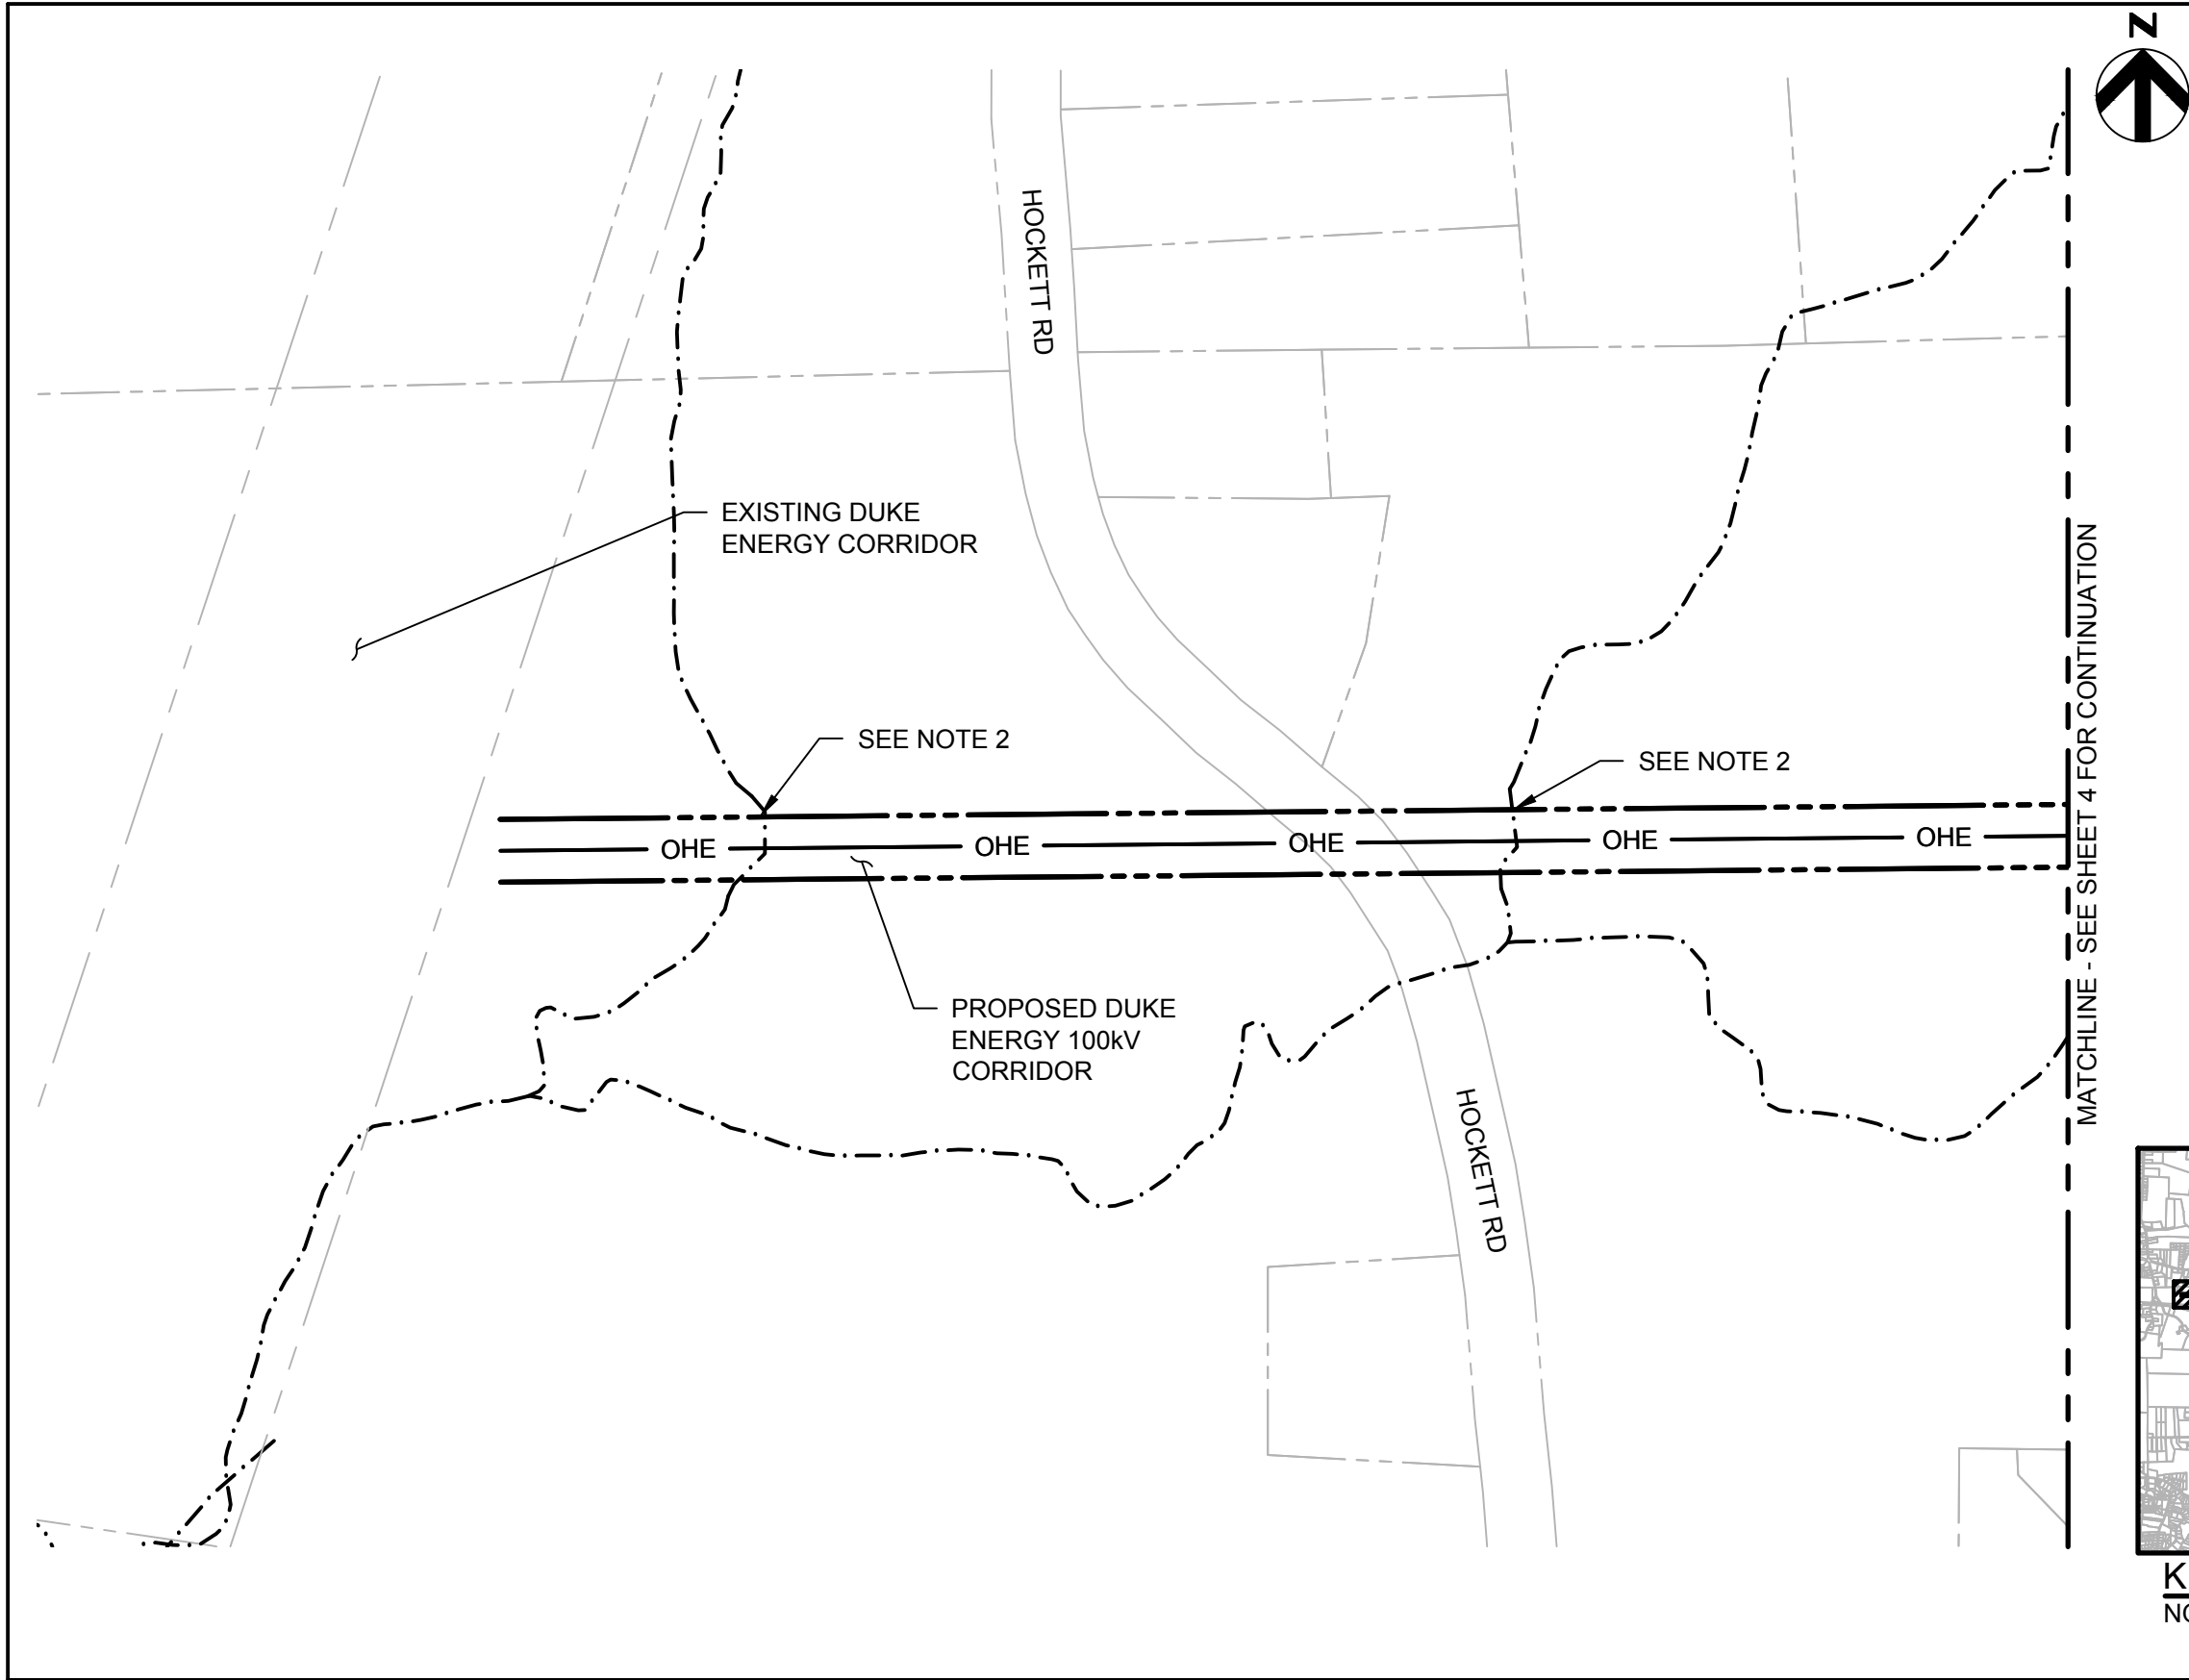 N
HOCKETT RD
EXISTING DUKE
ENERGY CORRIDOR
SEE NOTE 2
SEE NOTE 2
MATCHLINE - SEE SHEET 4 FOR CONTINUATION
OHE OHE OHE OHE OHE
PROPOSED DUKE
ENERGY 100kV
CORRIDOR
HOCKETT RD